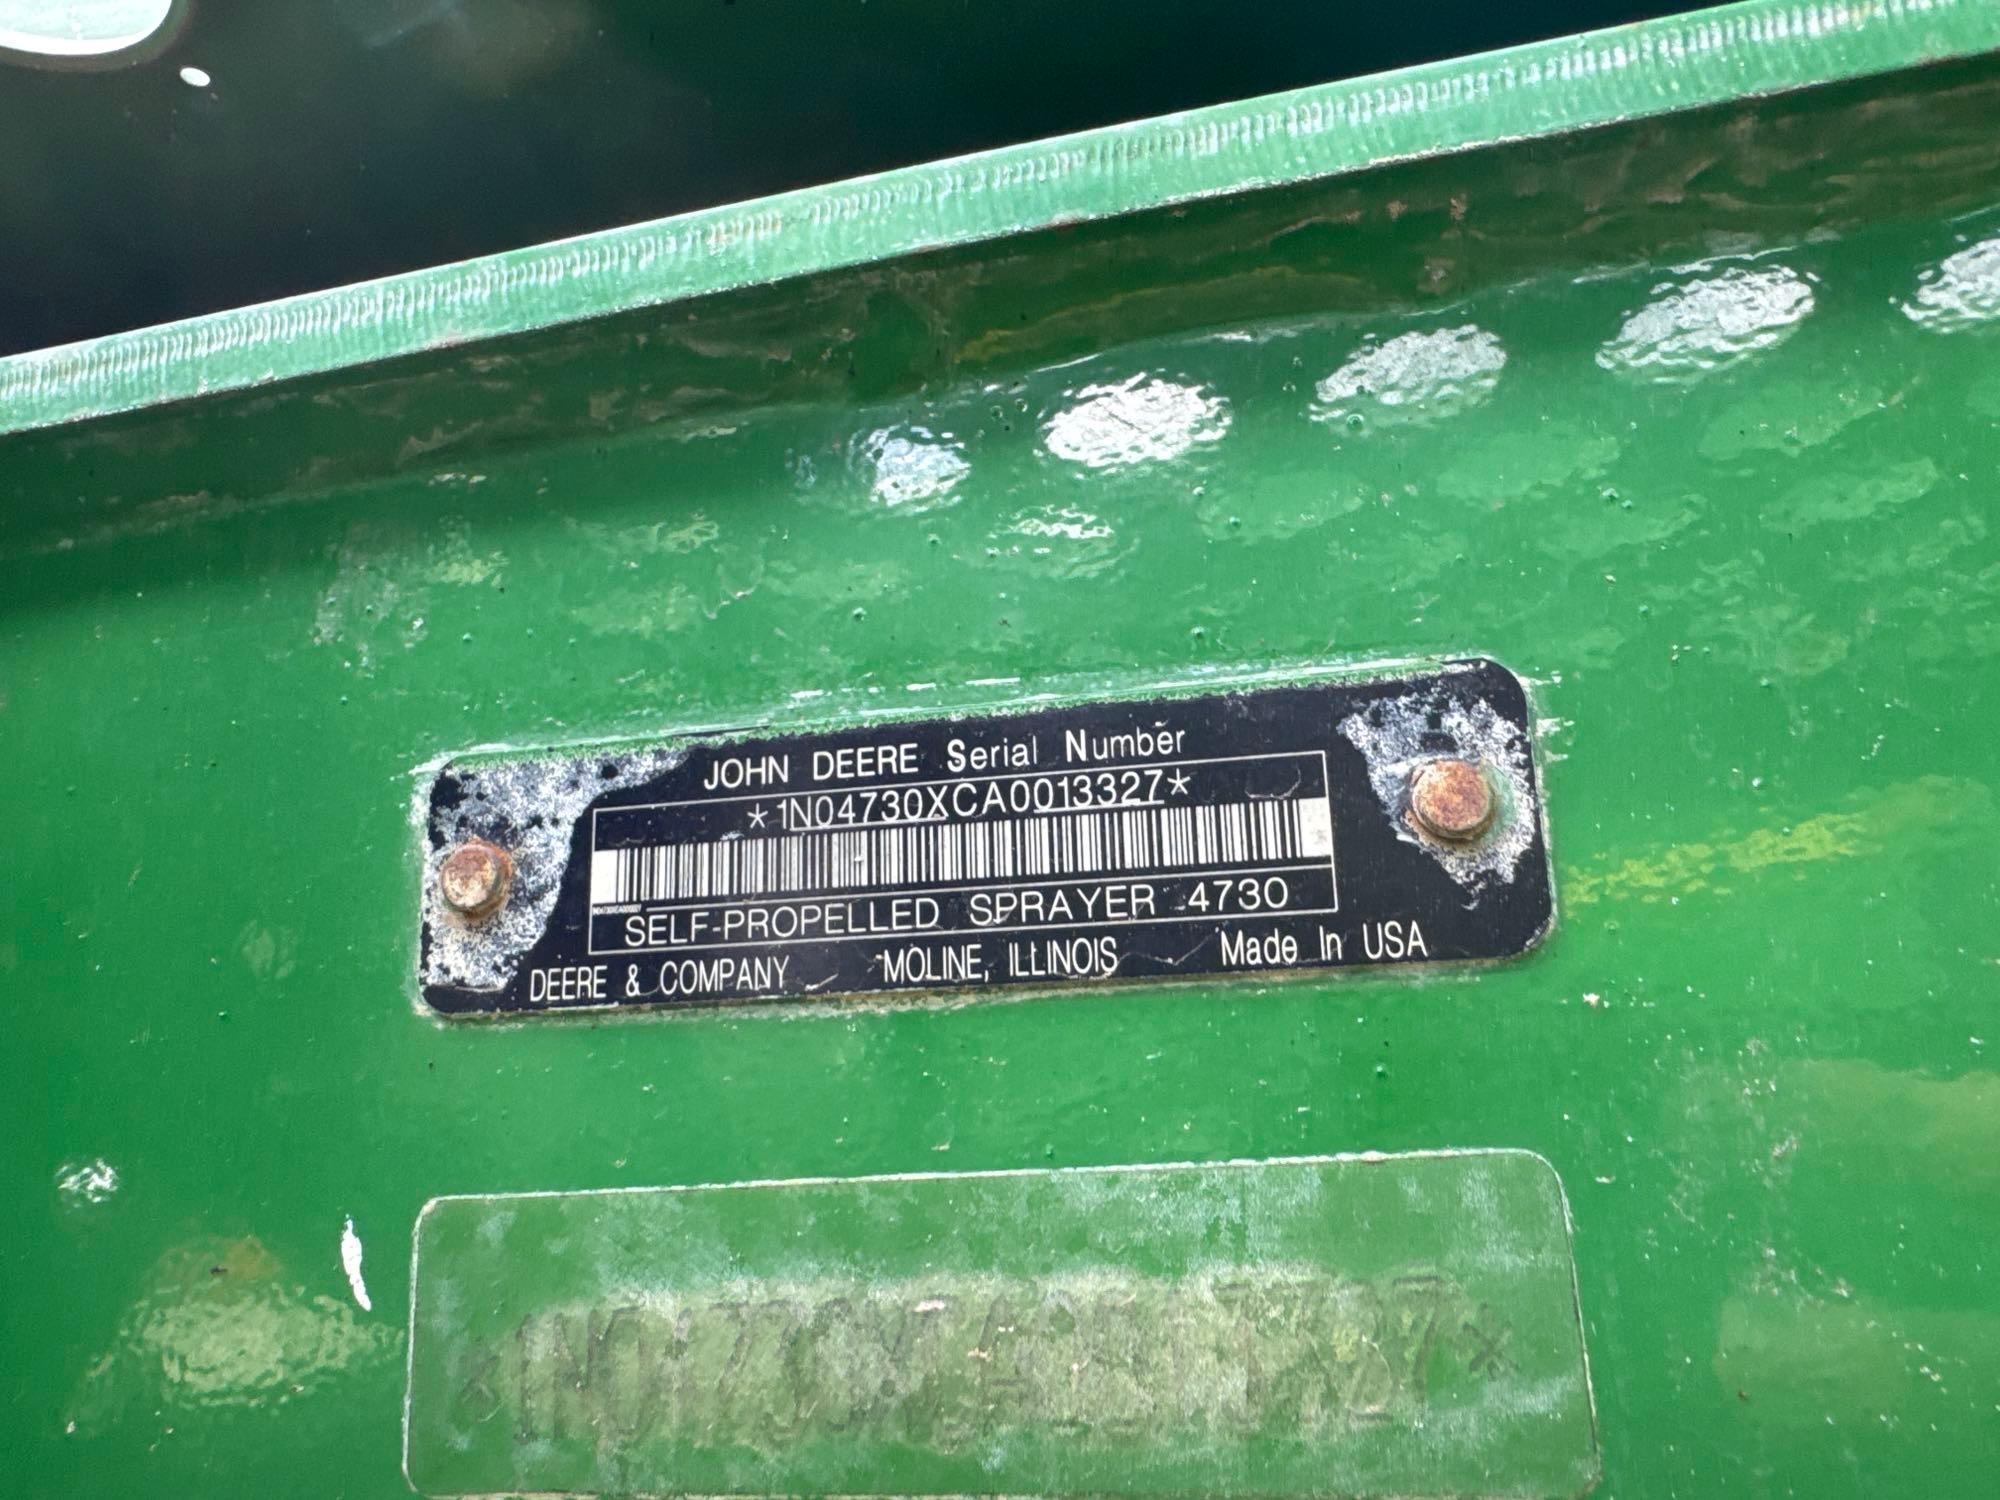 JOHN DEERE Serial Number
*1N04730XCA0013327*
SELF-PROPELLED SPRAYER 4730
DEERE & COMPANY MOLINE, ILLINOIS Made In USA